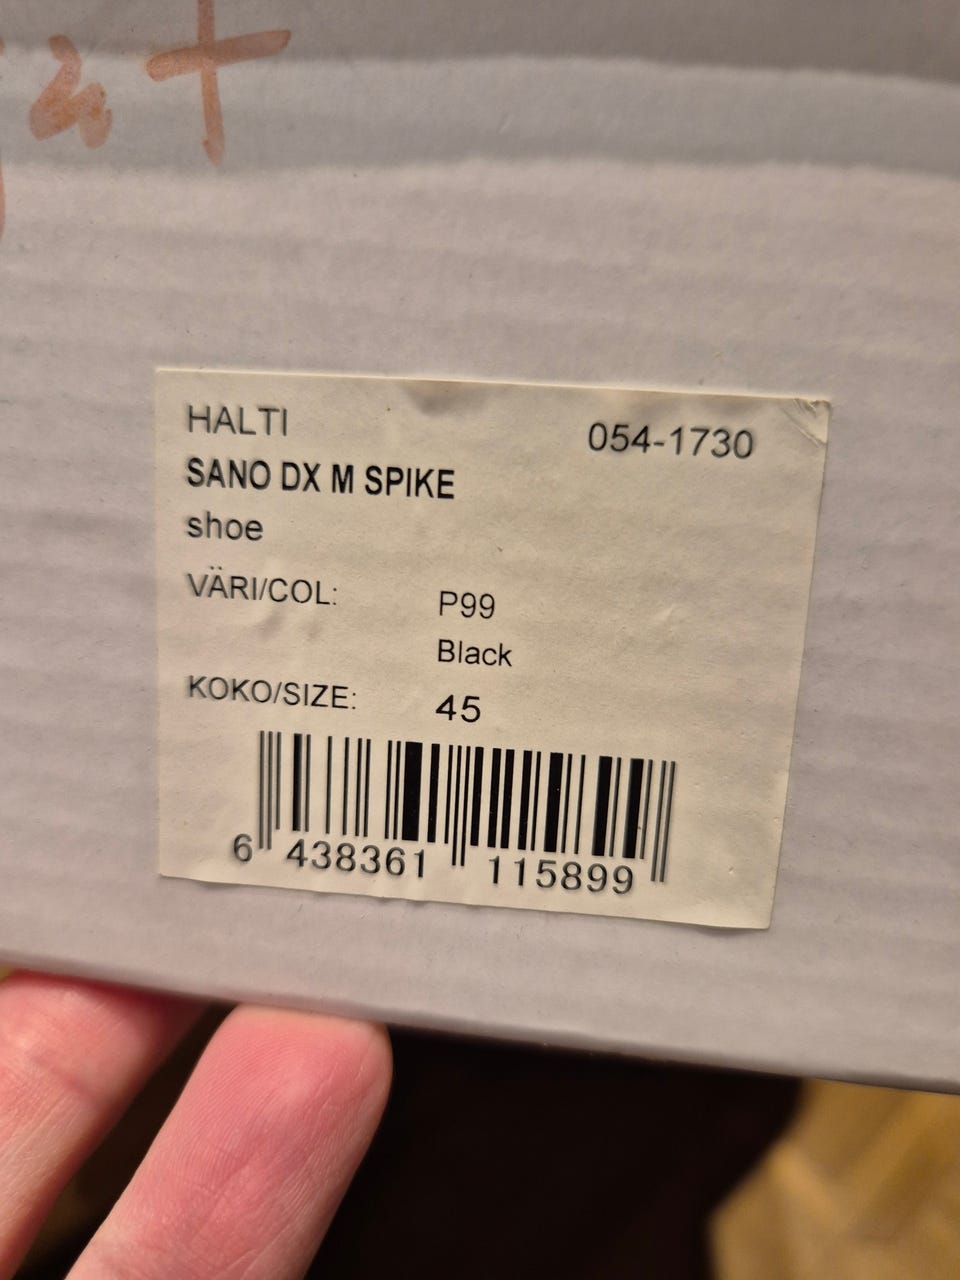 HALTI 054-1730
SANO DX M SPIKE
shoe
VÄRI/COL: P99
Black
KOKO/SIZE: 45
6 438361 115899